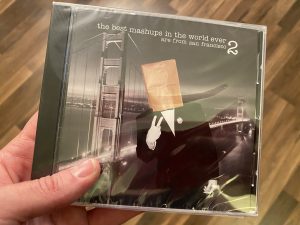 the best mashups in the world ever
are from san francisco 2